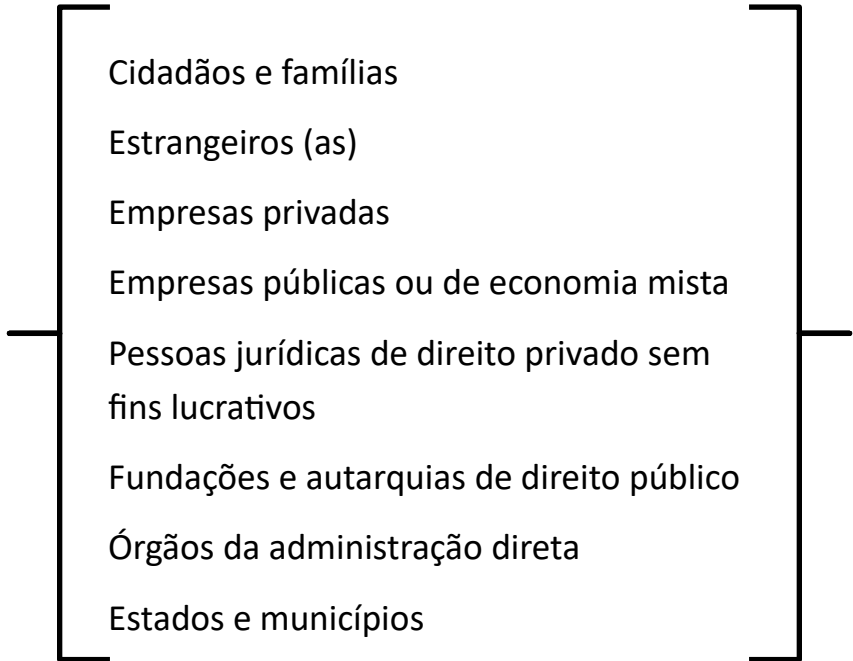 Cidadãos e famílias
Estrangeiros (as)
Empresas privadas
Empresas públicas ou de economia mista
Pessoas jurídicas de direito privado sem
fins lucrativos
Fundações e autarquias de direito público
Órgãos da administração direta
Estados e municípios